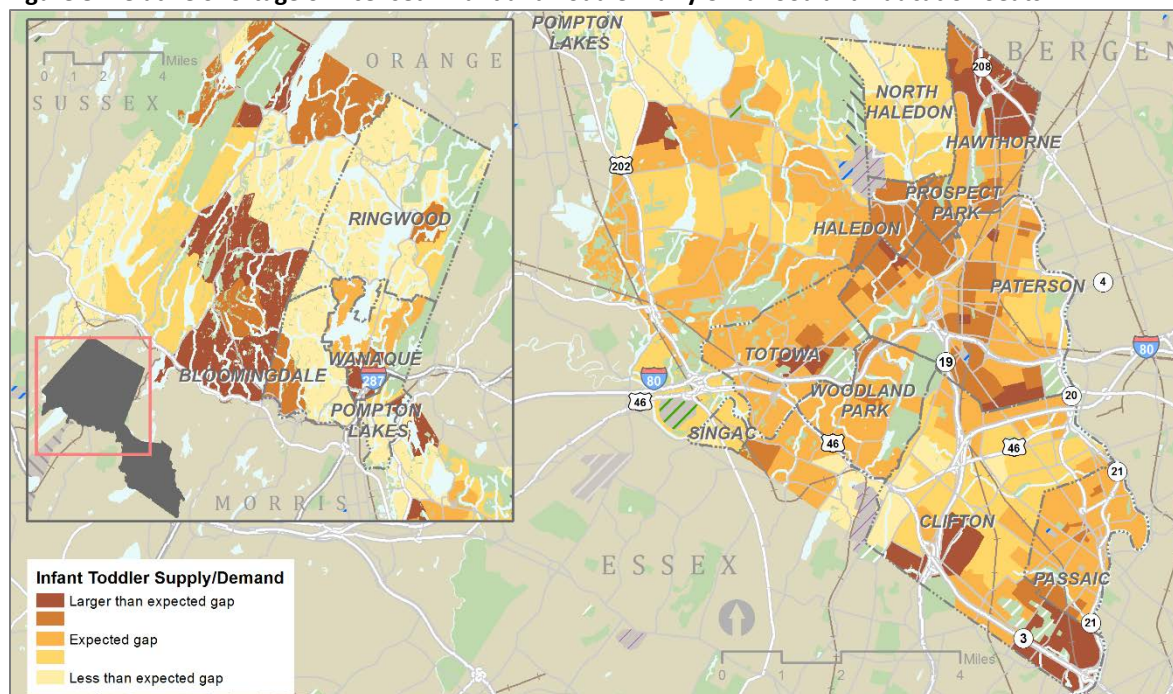 ORANGE
SUSSEX
0 1 2 4 Miles
RINGWOOD
WANAQUE
287
BLOOMINGDALE
POMPTON
LAKES
MORRIS
POMPTON
LAKES
BERGE
208
NORTH
HALEDON
HAWTHORNE
202
PROSPECT
PARK
HALEDON
PATERSON
4
TOTOWA
19
80
80
46
WOODLAND
PARK
20
SINGAC
46
46
21
CLIFTON
ESSEX
PASSAIC
21
3
0 1 2 4 Miles
Infant Toddler Supply/Demand
Larger than expected gap
Expected gap
Less than expected gap